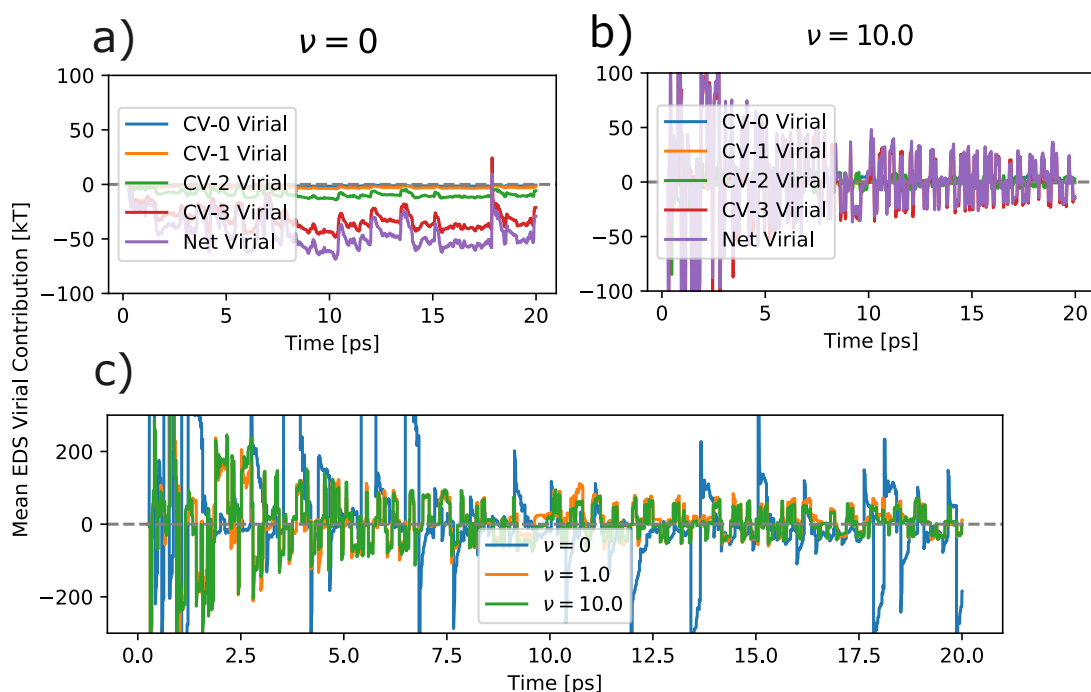 a)
ν = 0
b)
ν = 10.0
100
50
0
−50
−100
CV-0 Virial
CV-1 Virial
CV-2 Virial
CV-3 Virial
Net Virial
0
5
10
15
20
Time [ps]
100
50
0
−50
−100
CV-0 Virial
CV-1 Virial
CV-2 Virial
CV-3 Virial
Net Virial
0
5
10
15
20
Time [ps]
Mean EDS Virial Contribution [kT]
c)
200
0
−200
ν = 0
ν = 1.0
ν = 10.0
0.0
2.5
5.0
7.5
10.0
12.5
15.0
17.5
20.0
Time [ps]